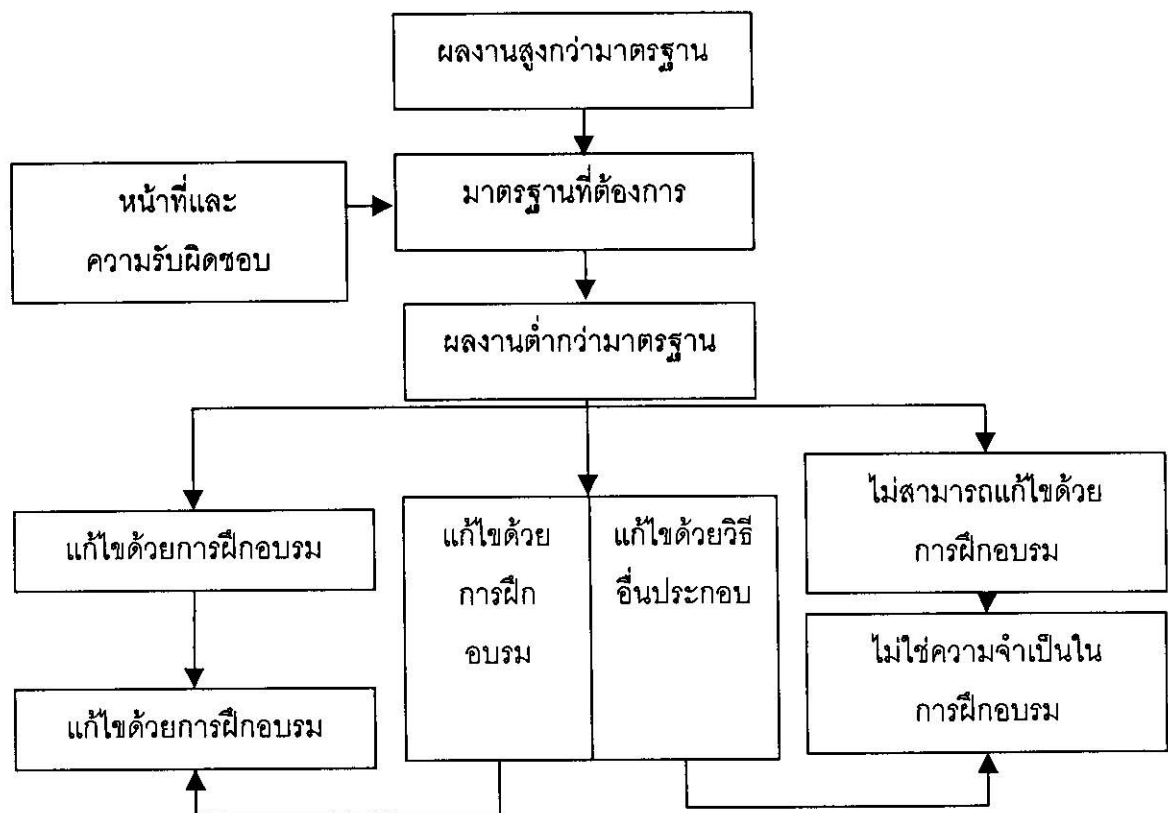 ผลงานสูงกว่ามาตรฐาน
หน้าที่และ
ความรับผิดชอบ
มาตรฐานที่ต้องการ
ผลงานต่ำกว่ามาตรฐาน
แก้ไขด้วยการฝึกอบรม
แก้ไขด้วย
การฝึก
อบรม
แก้ไขด้วยวิธี
อื่นประกอบ
ไม่สามารถแก้ไขด้วย
การฝึกอบรม
แก้ไขด้วยการฝึกอบรม
ไม่ใช่ความจำเป็นใน
การฝึกอบรม